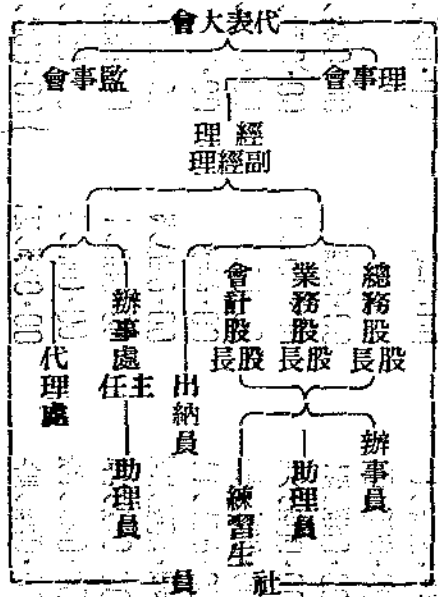 代表大會
理事會
監事會
經理
副經理
總務股股長
業務股股長
會計股股長
出納員
辦事處主任
代理處
辦事員
助理員
練習生
助理員
社員